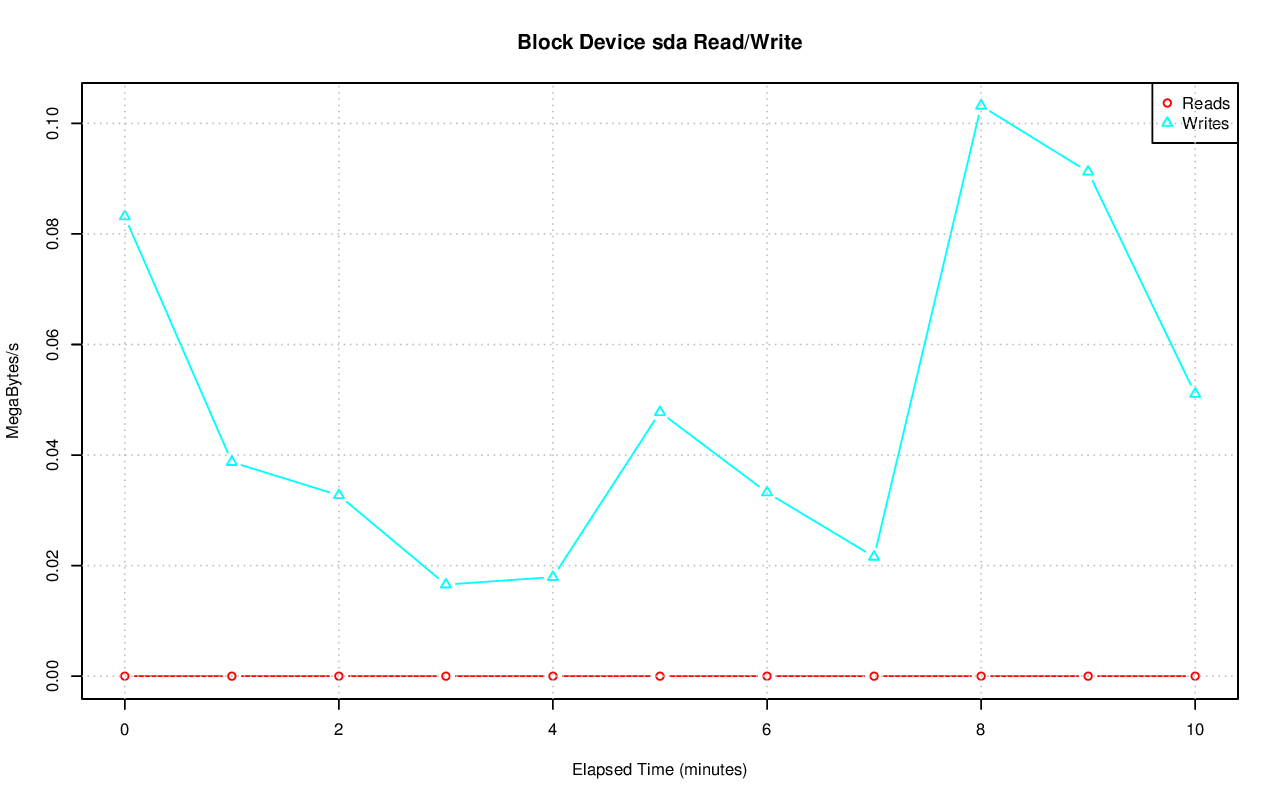 Block Device sda Read/Write
Reads
Writes
0.10
0.08
0.06
0.04
0.02
0.00
MegaBytes/s
0 2 4 6 8 10
Elapsed Time (minutes)